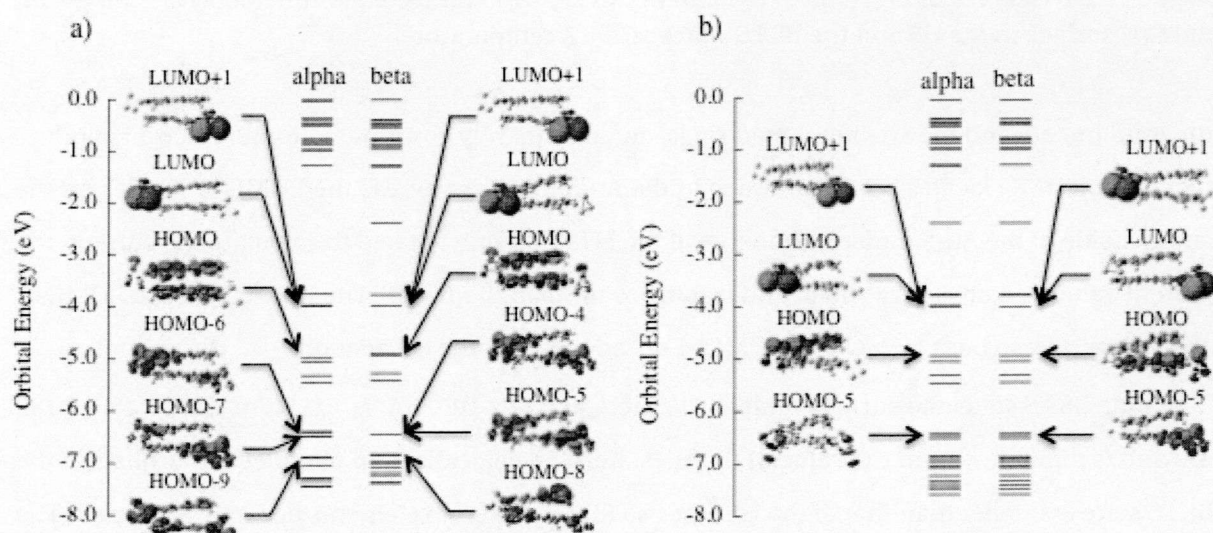 a)
b)
LUMO+1
alpha
beta
LUMO+1
0.0
-1.0
-2.0
-3.0
-4.0
-5.0
-6.0
-7.0
-8.0
Orbital Energy (eV)
LUMO
HOMO
HOMO-6
HOMO-7
HOMO-9
LUMO
HOMO
HOMO-4
HOMO-5
HOMO-8
alpha
beta
0.0
-1.0
-2.0
-3.0
-4.0
-5.0
-6.0
-7.0
-8.0
Orbital Energy (eV)
LUMO+1
LUMO
HOMO
HOMO-5
LUMO+1
LUMO
HOMO
HOMO-5